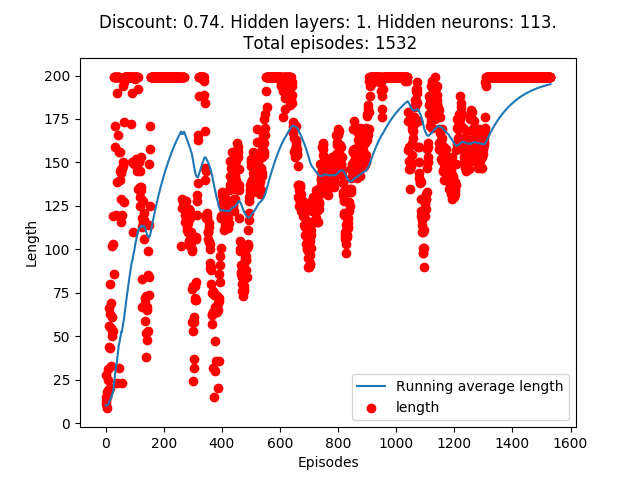 Discount: 0.74. Hidden layers: 1. Hidden neurons: 113.
Total episodes: 1532
200
175
150
125
100
75
50
25
0
Length
Running average length
length
0 200 400 600 800 1000 1200 1400 1600
Episodes